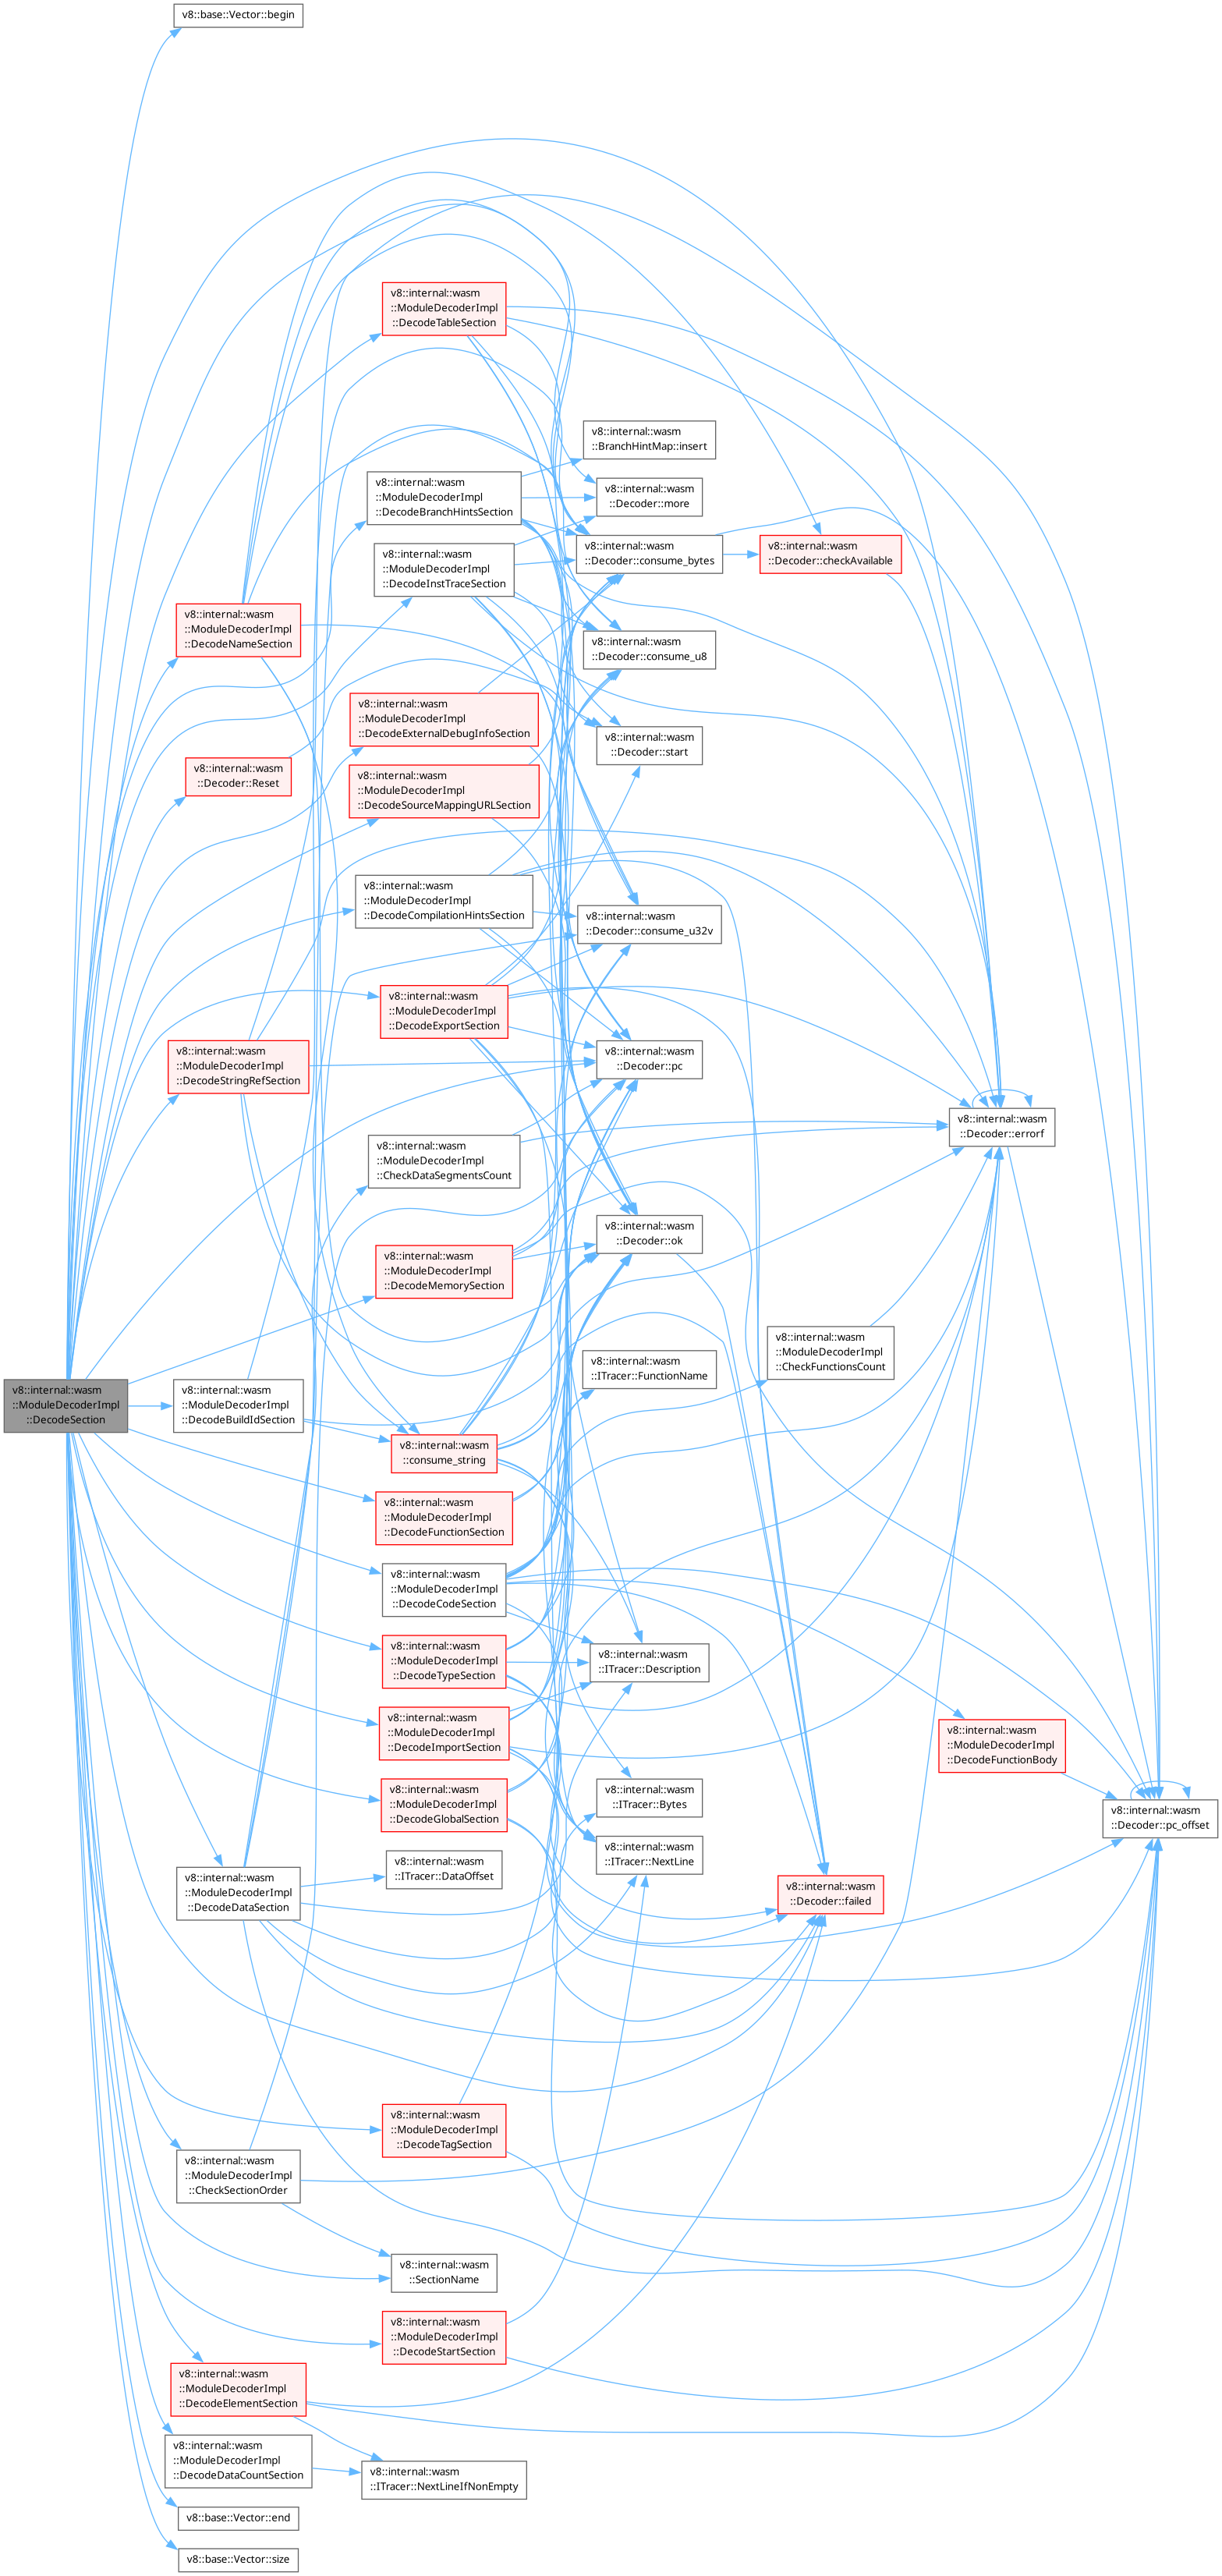 v8::base::Vector::begin
v8::internal::wasm
::ModuleDecoderImpl
::DecodeTableSection
v8::internal::wasm
::BranchHintMap::insert
v8::internal::wasm
::ModuleDecoderImpl
::DecodeBranchHintsSection
v8::internal::wasm
::Decoder::more
v8::internal::wasm
::Decoder::consume_bytes
v8::internal::wasm
::Decoder::checkAvailable
v8::internal::wasm
::ModuleDecoderImpl
::DecodeInstTraceSection
v8::internal::wasm
::ModuleDecoderImpl
::DecodeNameSection
v8::internal::wasm
::Decoder::consume_u8
v8::internal::wasm
::ModuleDecoderImpl
::DecodeExternalDebugInfoSection
v8::internal::wasm
::Decoder::start
v8::internal::wasm
::Decoder::Reset
v8::internal::wasm
::ModuleDecoderImpl
::DecodeSourceMappingURLSection
v8::internal::wasm
::ModuleDecoderImpl
::DecodeCompilationHintsSection
v8::internal::wasm
::Decoder::consume_u32v
v8::internal::wasm
::ModuleDecoderImpl
::DecodeExportSection
v8::internal::wasm
::ModuleDecoderImpl
::DecodeStringRefSection
v8::internal::wasm
::Decoder::pc
v8::internal::wasm
::Decoder::errorf
v8::internal::wasm
::ModuleDecoderImpl
::CheckDataSegmentsCount
v8::internal::wasm
::Decoder::ok
v8::internal::wasm
::ModuleDecoderImpl
::DecodeMemorySection
v8::internal::wasm
::ModuleDecoderImpl
::CheckFunctionsCount
v8::internal::wasm
::ITracer::FunctionName
v8::internal::wasm
::ModuleDecoderImpl
::DecodeSection
v8::internal::wasm
::ModuleDecoderImpl
::DecodeBuildIdSection
v8::internal::wasm
::consume_string
v8::internal::wasm
::ModuleDecoderImpl
::DecodeFunctionSection
v8::internal::wasm
::ModuleDecoderImpl
::DecodeCodeSection
v8::internal::wasm
::ModuleDecoderImpl
::DecodeTypeSection
v8::internal::wasm
::ITracer::Description
v8::internal::wasm
::ModuleDecoderImpl
::DecodeImportSection
v8::internal::wasm
::ModuleDecoderImpl
::DecodeFunctionBody
v8::internal::wasm
::ModuleDecoderImpl
::DecodeGlobalSection
v8::internal::wasm
::ITracer::Bytes
v8::internal::wasm
::Decoder::pc_offset
v8::internal::wasm
::ITracer::NextLine
v8::internal::wasm
::ITracer::DataOffset
v8::internal::wasm
::ModuleDecoderImpl
::DecodeDataSection
v8::internal::wasm
::Decoder::failed
v8::internal::wasm
::ModuleDecoderImpl
::DecodeTagSection
v8::internal::wasm
::ModuleDecoderImpl
::CheckSectionOrder
v8::internal::wasm
::SectionName
v8::internal::wasm
::ModuleDecoderImpl
::DecodeStartSection
v8::internal::wasm
::ModuleDecoderImpl
::DecodeElementSection
v8::internal::wasm
::ModuleDecoderImpl
::DecodeDataCountSection
v8::internal::wasm
::ITracer::NextLineIfNonEmpty
v8::base::Vector::end
v8::base::Vector::size